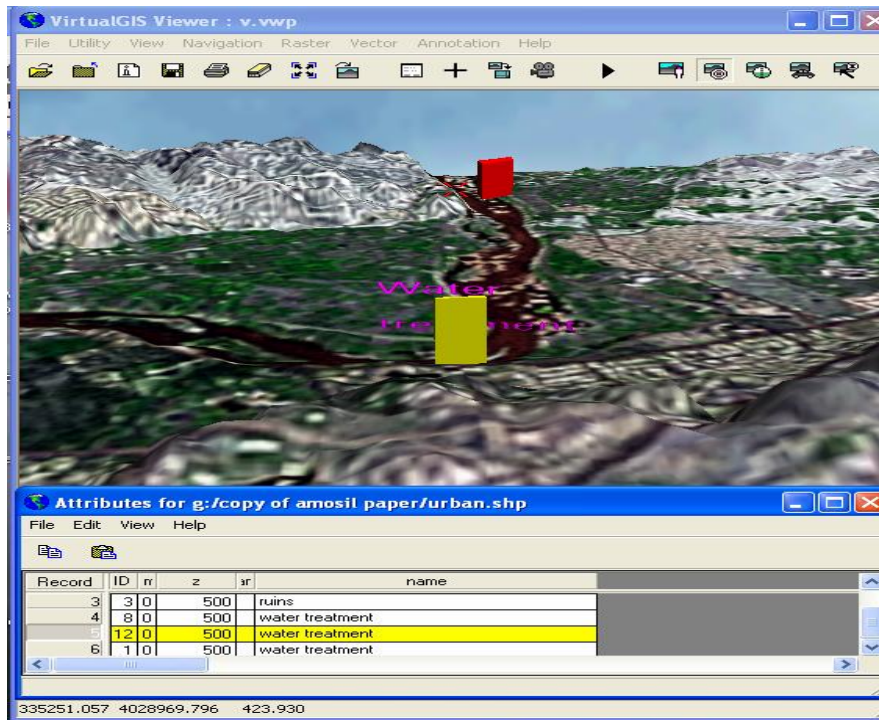 VirtualGIS Viewer : v.vwp
File Utility View Navigation Raster Vector Annotation Help
Water
Attributes for g:/copy of amosil paper/urban.shp
File Edit View Help
Record ID z name
3 3 0 500 ruins
4 8 0 500 water treatment
5 12 0 500 water treatment
6 1 0 500 water treatment
335251.057 4028969.796 423.930